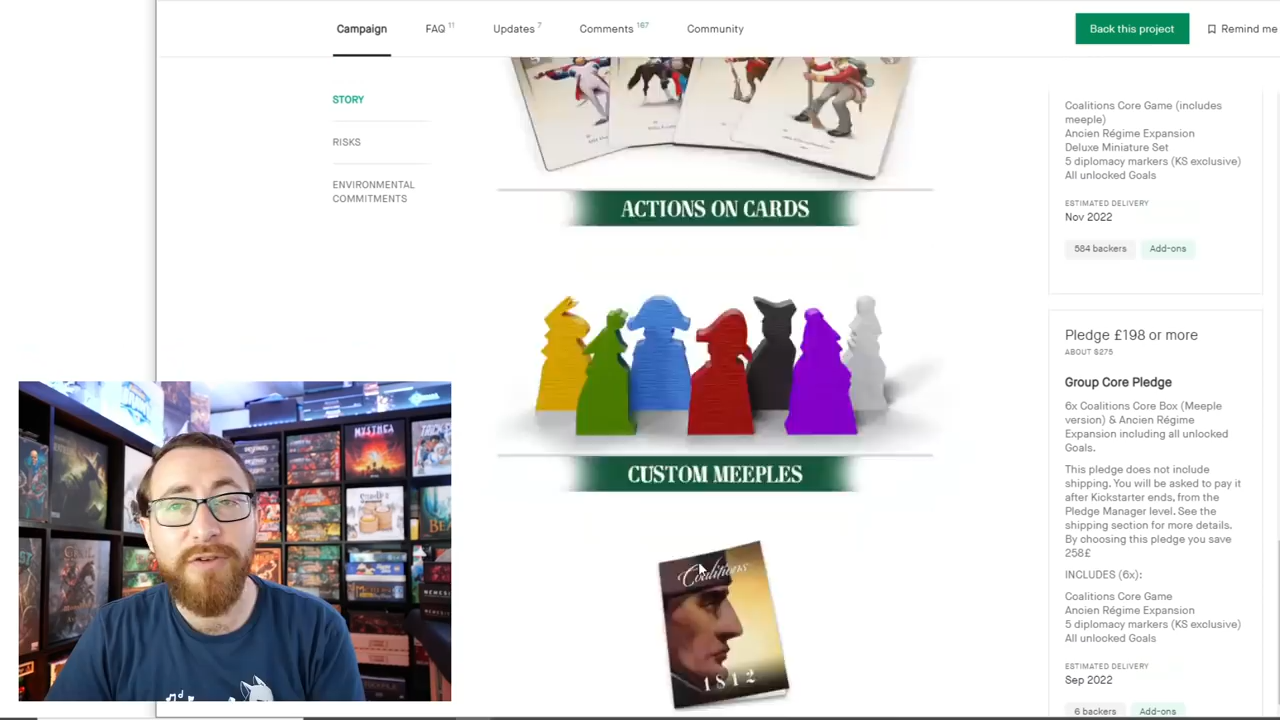 Campaign
FAQ 11
Updates 7
Comments 167
Community
Back this project
Remind me
STORY
RISKS
ENVIRONMENTAL
COMMITMENTS
ACTIONS ON CARDS
CUSTOM MEEPLES
Coalitions
1812
Coalitions Core Game (includes
meeple)
Ancien Régime Expansion
Deluxe Miniature Set
5 diplomacy markers (KS exclusive)
All unlocked Goals
ESTIMATED DELIVERY
Nov 2022
584 backers
Add-ons
Pledge £198 or more
ABOUT $275
Group Core Pledge
6x Coalitions Core Box (Meeple
version) & Ancien Régime
Expansion including all unlocked
Goals.
This pledge does not include
shipping. You will be asked to pay it
after Kickstarter ends, from the
Pledge Manager level. See the
shipping section for more details.
By choosing this pledge you save
258£
INCLUDES (6x):
Coalitions Core Game
Ancien Régime Expansion
5 diplomacy markers (KS exclusive)
All unlocked Goals
ESTIMATED DELIVERY
Sep 2022
6 backers
Add-ons
MYSTHEA